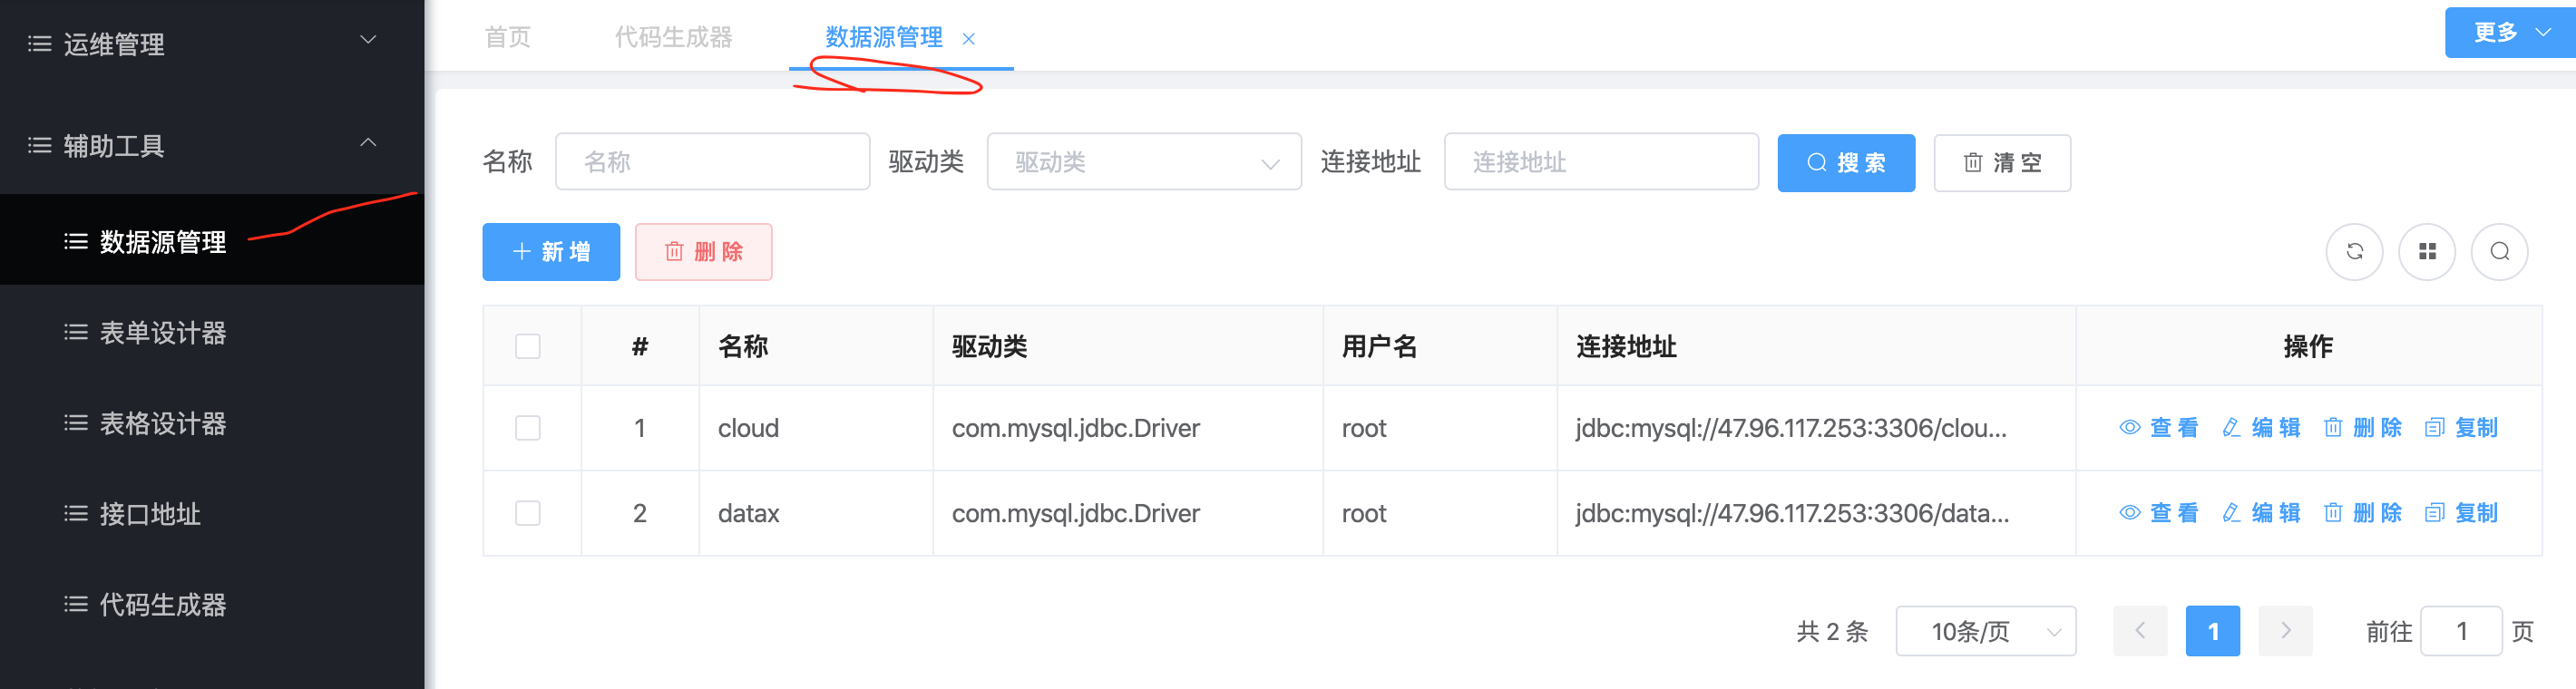 运维管理
辅助工具
数据源管理
表单设计器
表格设计器
接口地址
代码生成器
首页 代码生成器 数据源管理 更多
名称 名称 驱动类 驱动类 连接地址 连接地址 搜索 清空
新增 删除
# 名称 驱动类 用户名 连接地址 操作
1 cloud com.mysql.jdbc.Driver root jdbc:mysql://47.96.117.253:3306/clou... 查看 编辑 删除 复制
2 datax com.mysql.jdbc.Driver root jdbc:mysql://47.96.117.253:3306/data... 查看 编辑 删除 复制
共 2 条 10条/页 1 前往 1 页